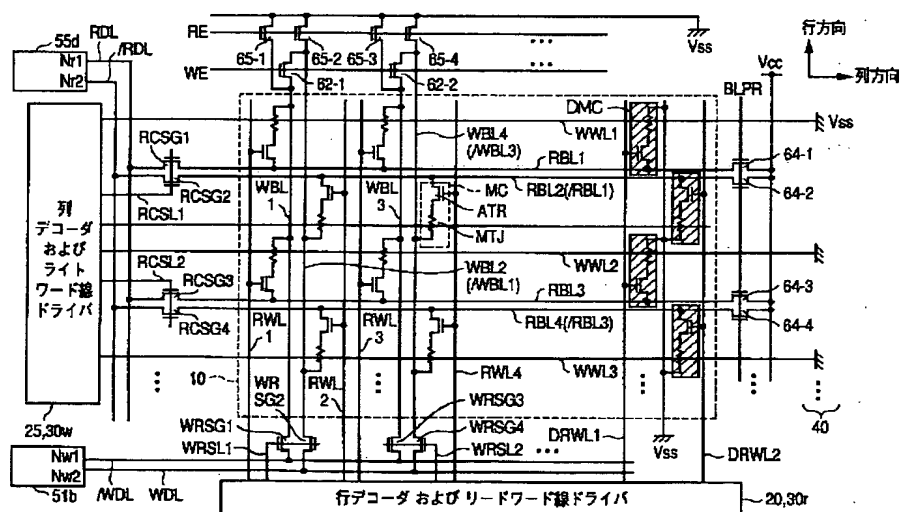 55d
Nr1
Nr2
RDL
/RDL
RE
WE
65-1
65-2
65-3
65-4
62-1
62-2
Vss
行方向
列方向
Vcc
BLPR
DMC
WBL4
(/WBL3)
WWL1
Vss
RCSG1
RCSG2
RCSL1
RBL1
RBL2(/RBL1)
64-1
64-2
WBL
1
WBL
3
MC
ATR
MTJ
列
デコーダ
および
ライト
ワード線
ドライバ
RCSL2
RCSG3
RCSG4
WBL2
(/WBL1)
WWL2
RBL3
RBL4(/RBL3)
64-3
64-4
RWL
1
RWL
3
10
WR
SG2
RWL
2
WWL3
RWL4
25,30w
WRSG1
WRSL1
WRSG3
WRSG4
WRSL2
DRWL1
Vss
DRWL2
40
Nw1
Nw2
51b
/WDL
WDL
行デコーダ および リードワード線ドライバ
20,30r